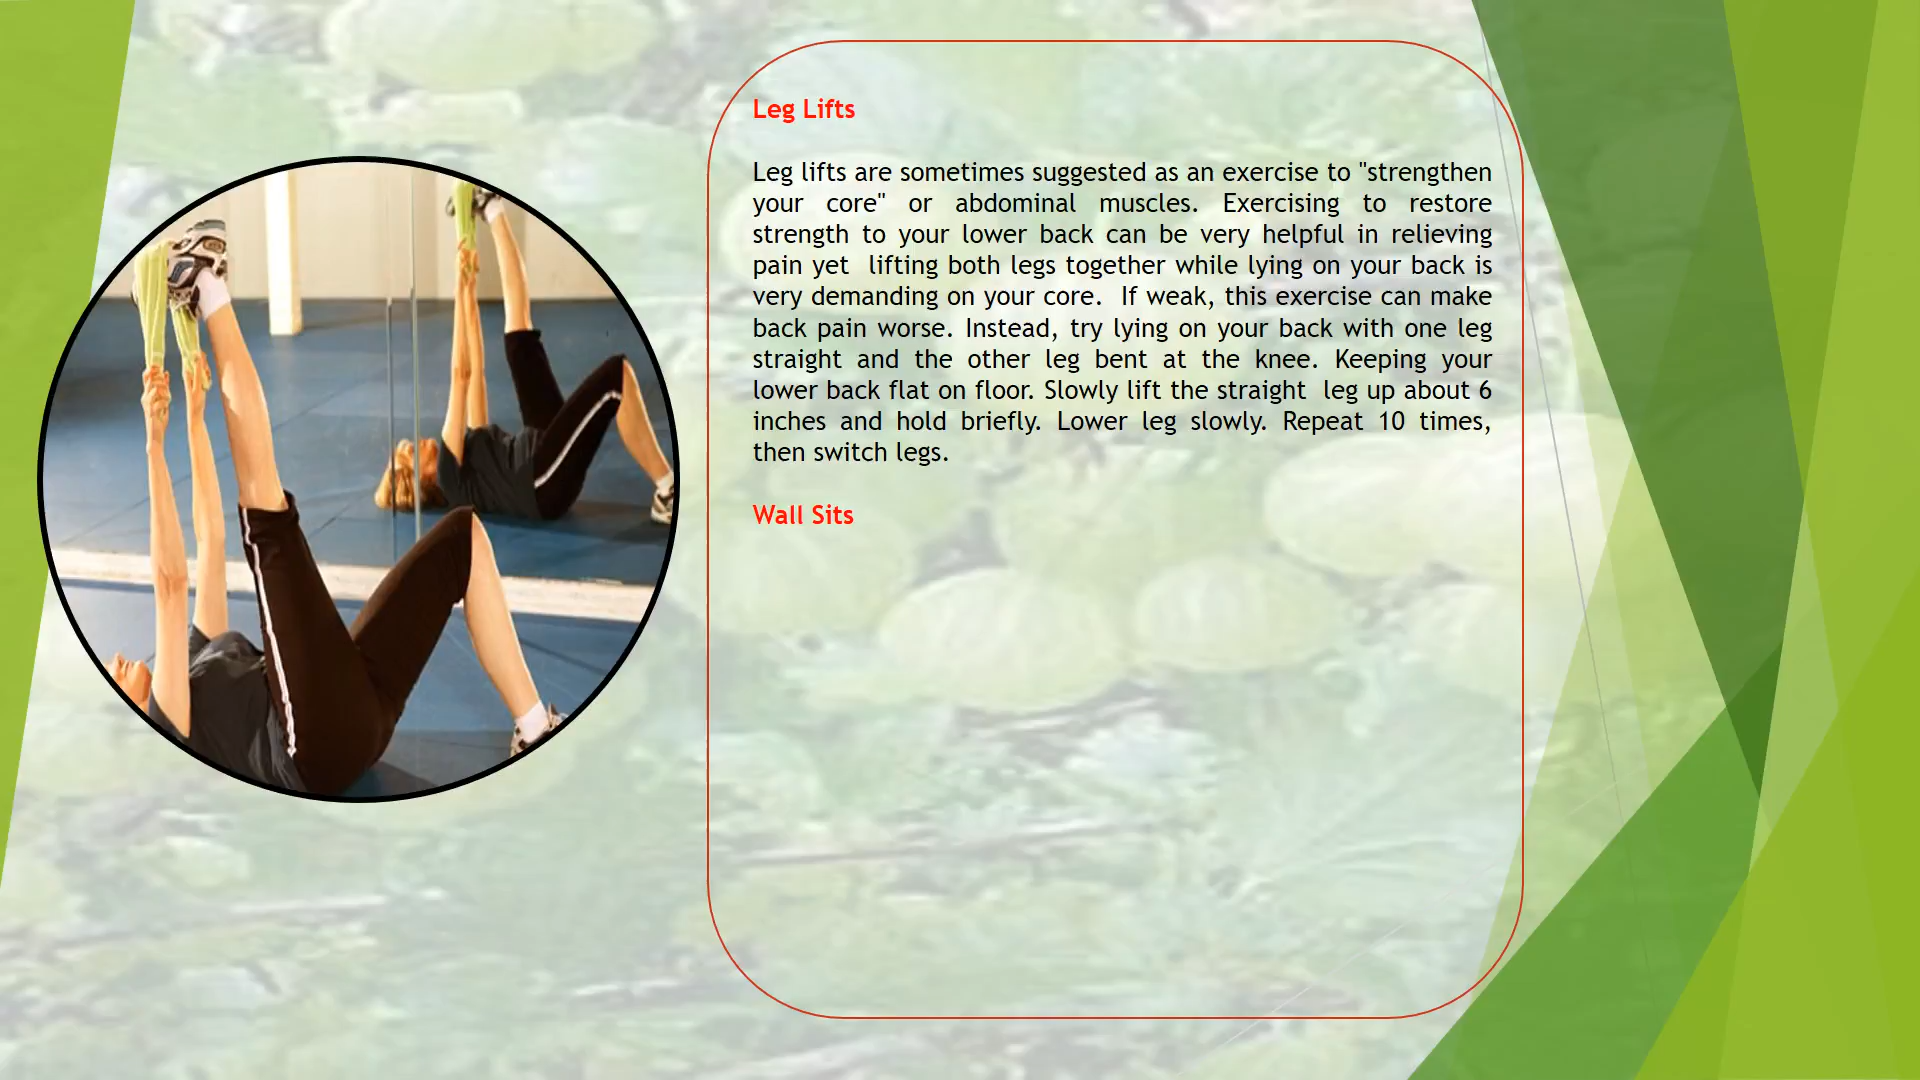 Leg Lifts
Leg lifts are sometimes suggested as an exercise to "strengthen
your core" or abdominal muscles. Exercising to restore
strength to your lower back can be very helpful in relieving
pain yet  lifting both legs together while lying on your back is
very demanding on your core.  If weak, this exercise can make
back pain worse. Instead, try lying on your back with one leg
straight and the other leg bent at the knee. Keeping your
lower back flat on floor. Slowly lift the straight  leg up about 6
inches and hold briefly. Lower leg slowly. Repeat 10 times,
then switch legs.
Wall Sits